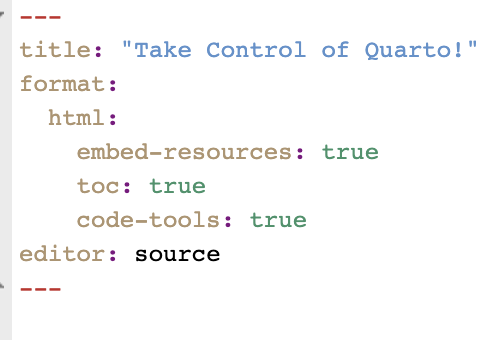 ---
title: "Take Control of Quarto!"
format:
  html:
    embed-resources: true
    toc: true
    code-tools: true
editor: source
---